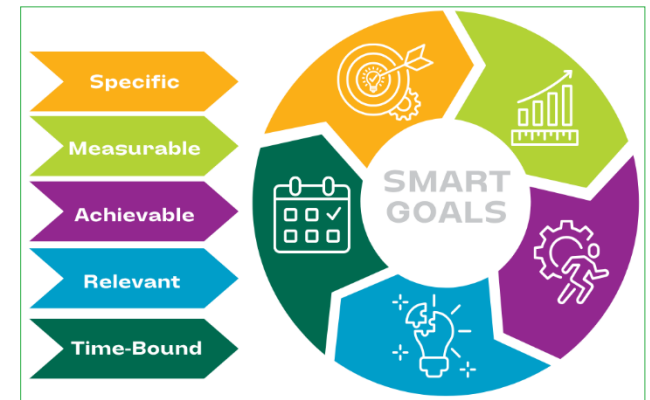 Specific
Measurable
Achievable
Relevant
Time-Bound
SMART
GOALS